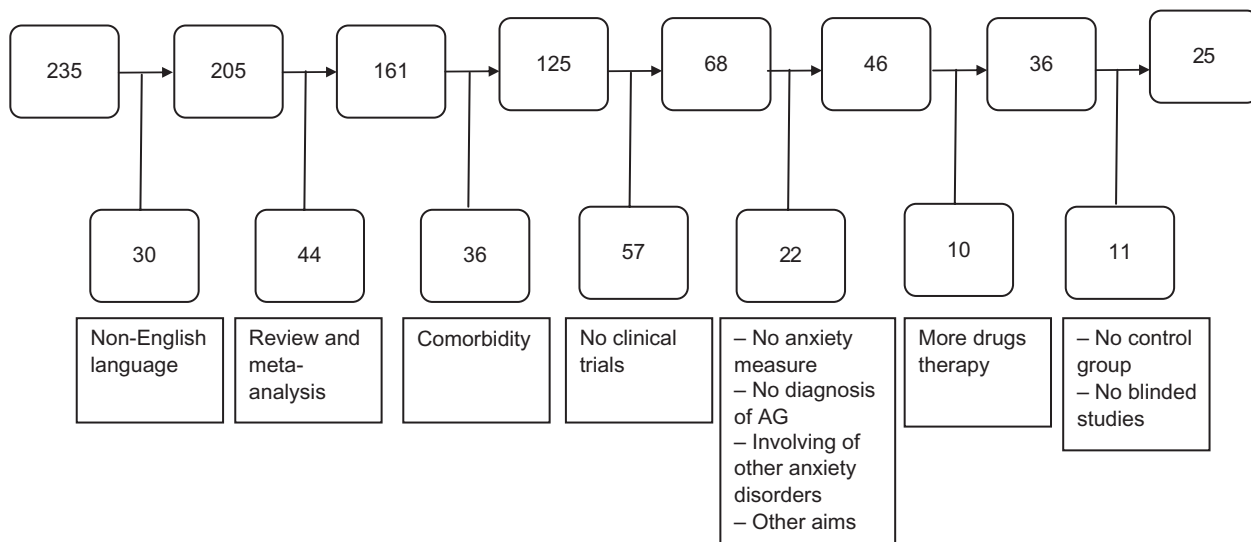 235
205
161
125
68
46
36
25
30
44
36
57
22
10
11
Non-English
language
Review and
meta-
analysis
Comorbidity
No clinical
trials
– No anxiety
measure
– No diagnosis
of AG
– Involving of
other anxiety
disorders
– Other aims
More drugs
therapy
– No control
group
– No blinded
studies